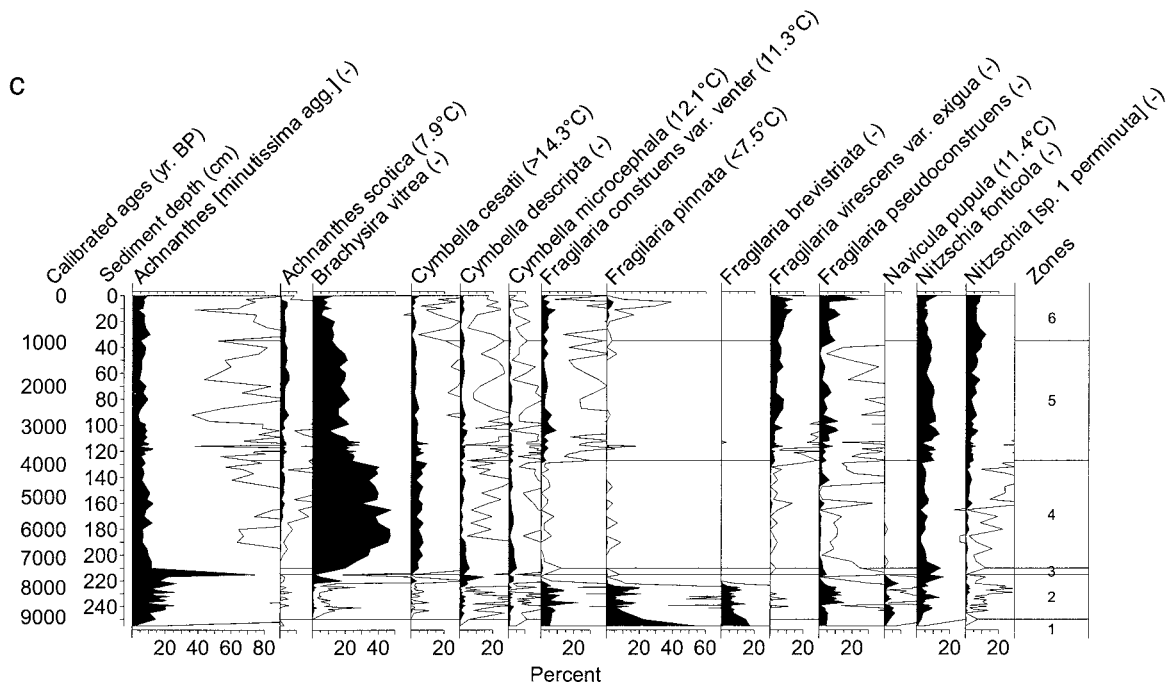 c
Calibrated ages (yr. BP)
Sediment depth (cm)
Achnanthes [minutissima agg.] (-)
Achnanthes scotica (7.9°C)
Brachysira vitrea (-)
Cymbella cesatii (>14.3°C)
Cymbella descripta (-)
Cymbella microcephala (12.1°C)
Fragilaria construens var. venter (11.3°C)
Fragilaria pinnata (<7.5°C)
Fragilaria brevistriata (-)
Fragilaria virescens var. exigua (-)
Fragilaria pseudoconstruens (-)
Navicula pupula (11.4°C)
Nitzschia fonticola (-)
Nitzschia [sp. 1 perminuta] (-)
Zones
0 0
20 6
1000 40
60
2000 80
5
3000 100
120
4000 140
5000 160
4
6000 180
7000 200
3
220
8000 2
240
9000 1
20 40 60 80 20 40 20 20 20 20 20 40 60 20 20 20 20 20
Percent